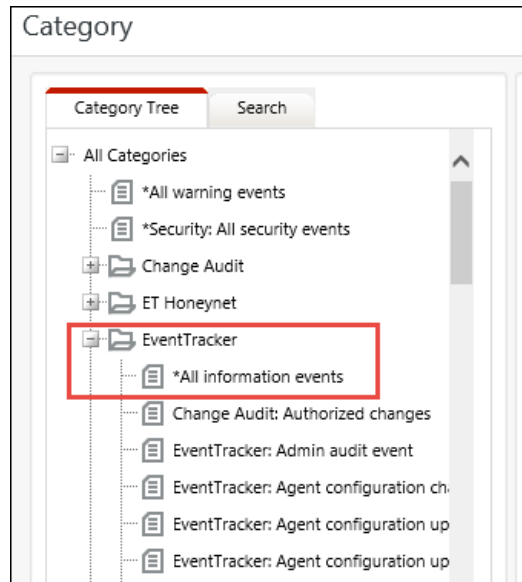 Category
Category Tree
Search
All Categories
*All warning events
*Security: All security events
Change Audit
ET Honeynet
EventTracker
*All information events
Change Audit: Authorized changes
EventTracker: Admin audit event
EventTracker: Agent configuration ch
EventTracker: Agent configuration up
EventTracker: Agent configuration up